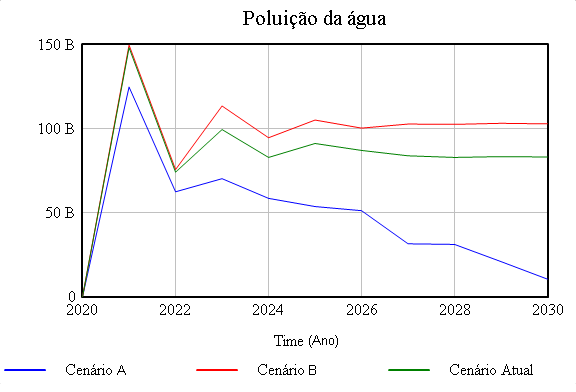 Poluição da água
150 B
100 B
50 B
0
2020 2022 2024 2026 2028 2030
Time (Ano)
Cenário A Cenário B Cenário Atual